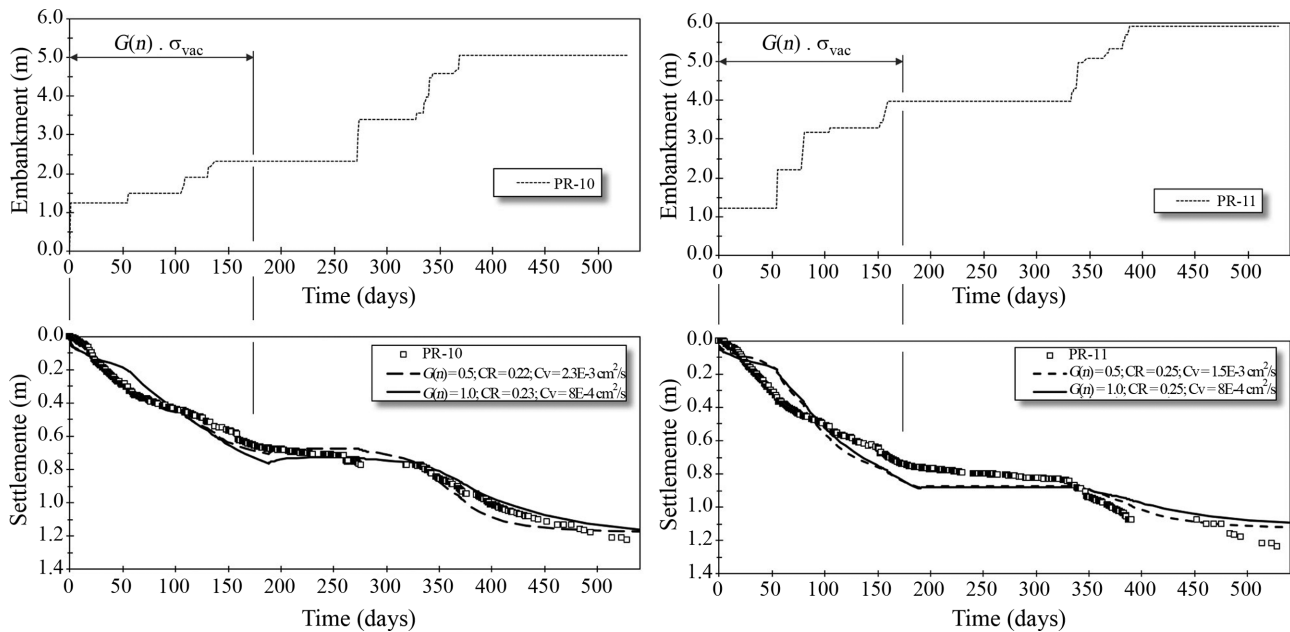 6.0
5.0
4.0
3.0
2.0
1.0
0.0
Embankment (m)
G(n) . σvac
PR-10
0 50 100 150 200 250 300 350 400 450 500
Time (days)
6.0
5.0
4.0
3.0
2.0
1.0
0.0
Embankment (m)
G(n) . σvac
PR-11
0 50 100 150 200 250 300 350 400 450 500
Time (days)
0.0
0.2
0.4
0.6
0.8
1.0
1.2
1.4
Settlemente (m)
PR-10
G(n) = 0.5; CR = 0.22; Cv = 2.3E-3 cm²/s
G(n) = 1.0; CR = 0.23; Cv = 8E-4 cm²/s
0 50 100 150 200 250 300 350 400 450 500
Time (days)
0.0
0.2
0.4
0.6
0.8
1.0
1.2
1.4
Settlemente (m)
PR-11
G(n) = 0.5; CR = 0.25; Cv = 1.5E-3 cm²/s
G(n) = 1.0; CR = 0.25; Cv = 8E-4 cm²/s
0 50 100 150 200 250 300 350 400 450 500
Time (days)